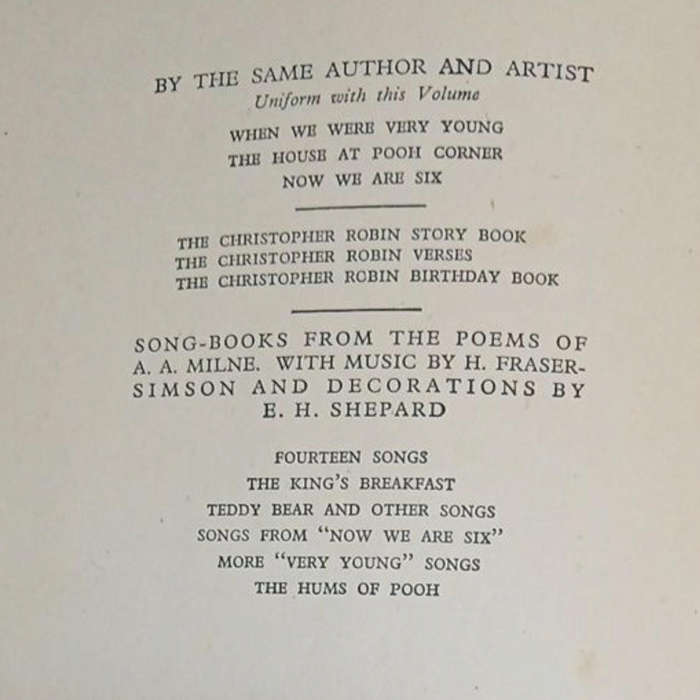 BY THE SAME AUTHOR AND ARTIST
Uniform with this Volume
WHEN WE WERE VERY YOUNG
THE HOUSE AT POOH CORNER
NOW WE ARE SIX
THE CHRISTOPHER ROBIN STORY BOOK
THE CHRISTOPHER ROBIN VERSES
THE CHRISTOPHER ROBIN BIRTHDAY BOOK
SONG-BOOKS FROM THE POEMS OF
A. A. MILNE. WITH MUSIC BY H. FRASER-
SIMSON AND DECORATIONS BY
E. H. SHEPARD
FOURTEEN SONGS
THE KING'S BREAKFAST
TEDDY BEAR AND OTHER SONGS
SONGS FROM "NOW WE ARE SIX"
MORE "VERY YOUNG" SONGS
THE HUMS OF POOH